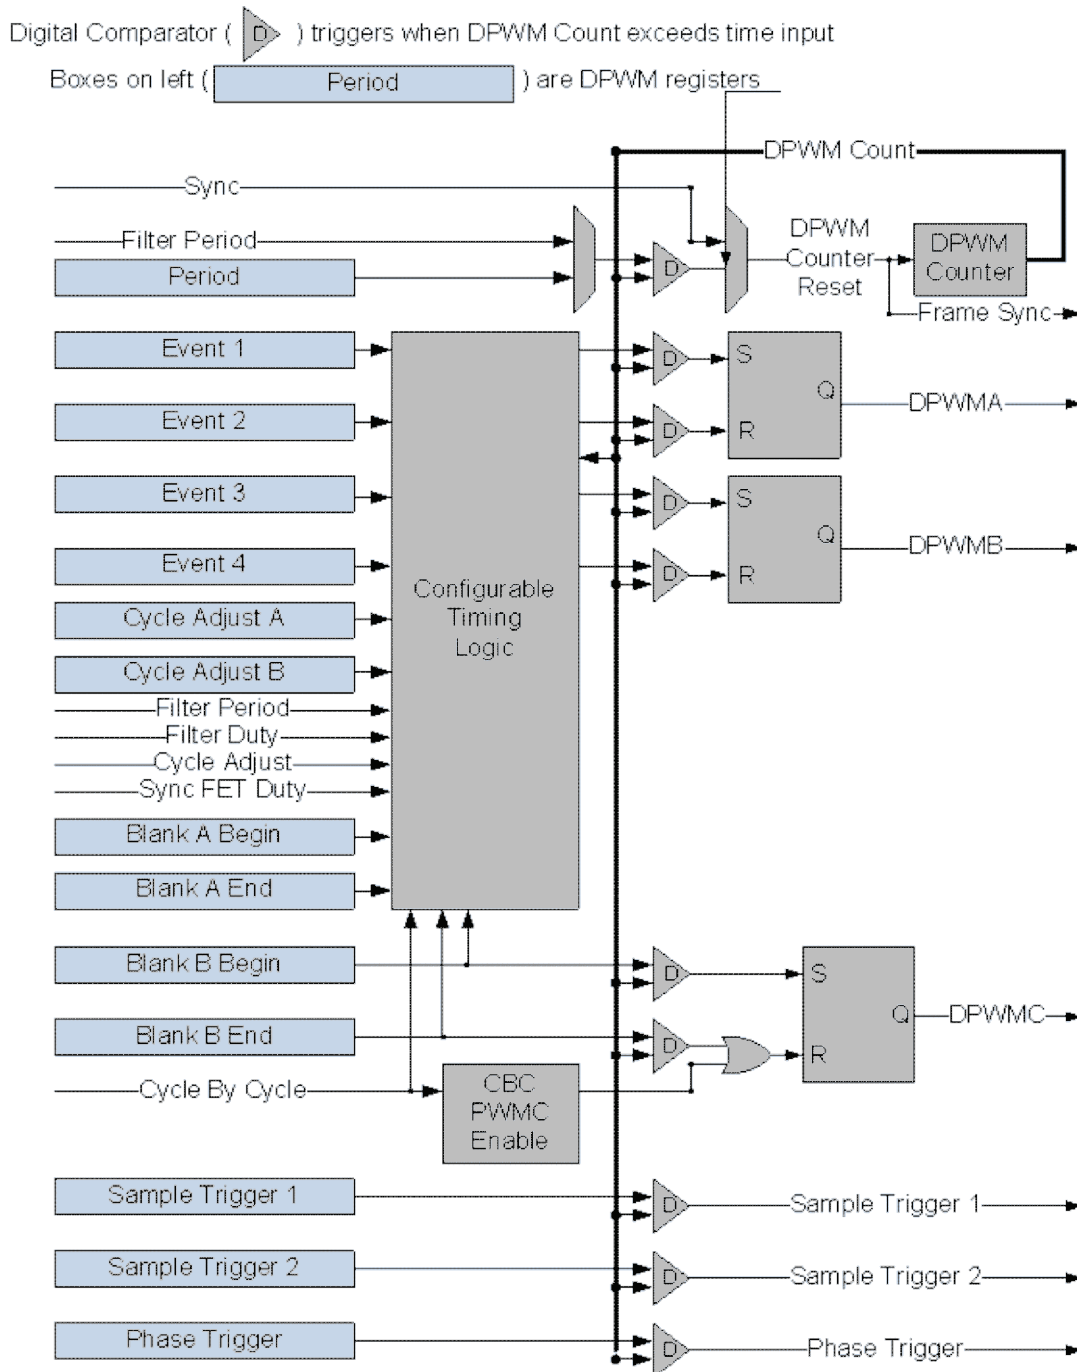 Digital Comparator ( D ) triggers when DPWM Count exceeds time input
Boxes on left ( Period ) are DPWM registers
DPWM Count
Sync
Filter Period
Period
D
DPWM
Counter
Reset
DPWM
Counter
Frame Sync
Event 1
D
S
Q
DPWMA
Event 2
D
R
Event 3
D
S
Q
DPWMB
Event 4
D
R
Configurable
Timing
Logic
Cycle Adjust A
Cycle Adjust B
Filter Period
Filter Duty
Cycle Adjust
Sync FET Duty
Blank A Begin
Blank A End
Blank B Begin
D
S
Q
DPWMC
Blank B End
D
R
Cycle By Cycle
CBC
PWMC
Enable
Sample Trigger 1
D
Sample Trigger 1
Sample Trigger 2
D
Sample Trigger 2
Phase Trigger
D
Phase Trigger